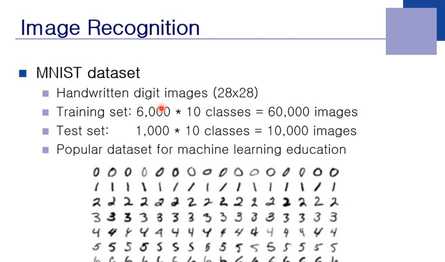 Image Recognition
MNIST dataset
Handwritten digit images (28x28)
Training set: 6,000 * 10 classes = 60,000 images
Test set: 1,000 * 10 classes = 10,000 images
Popular dataset for machine learning education
0 0 0 0 0 0 0 0 0 0 0 0 0 0 0 0
1 1 1 1 1 1 1 1 1 1 1 1 1 1 1 1
2 2 2 2 2 2 2 2 2 2 2 2 2 2 2 2
3 3 3 3 3 3 3 3 3 3 3 3 3 3 3 3
4 4 4 4 4 4 4 4 4 4 4 4 4 4 4 4
5 5 5 5 5 5 5 5 5 5 5 5 5 5 5 5